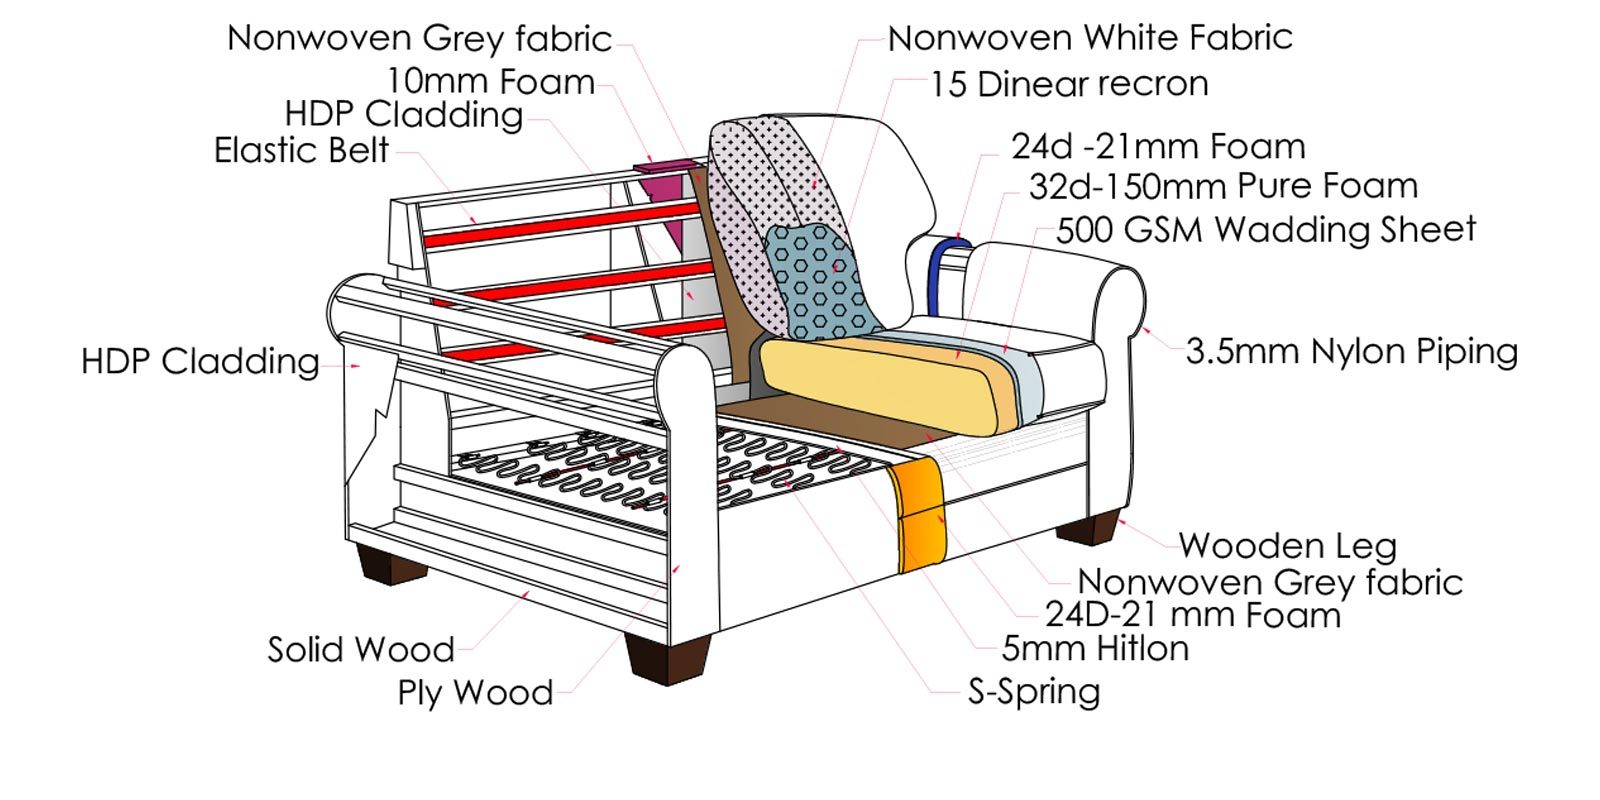 Nonwoven Grey fabric
10mm Foam
HDP Cladding
Elastic Belt
HDP Cladding
Solid Wood
Ply Wood
Nonwoven White Fabric
15 Dinear recron
24d -21mm Foam
32d-150mm Pure Foam
500 GSM Wadding Sheet
3.5mm Nylon Piping
Wooden Leg
Nonwoven Grey fabric
24D-21 mm Foam
5mm Hitlon
S-Spring